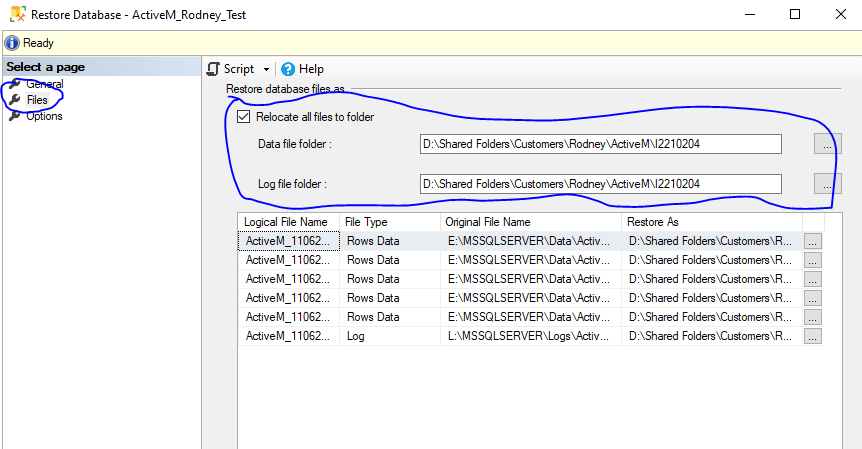 Restore Database - ActiveM_Rodney_Test
Ready
Select a page
General
Files
Options
Script
Help
Restore database files as
Relocate all files to folder
Data file folder : D:\Shared Folders\Customers\Rodney\ActiveM\I2210204 ...
Log file folder : D:\Shared Folders\Customers\Rodney\ActiveM\I2210204 ...
Logical File Name File Type Original File Name Restore As
ActiveM_11062... Rows Data E:\MSSQLSERVER\Data\Activ... D:\Shared Folders\Customers\R... ...
ActiveM_11062... Rows Data E:\MSSQLSERVER\Data\Activ... D:\Shared Folders\Customers\R... ...
ActiveM_11062... Rows Data E:\MSSQLSERVER\Data\Activ... D:\Shared Folders\Customers\R... ...
ActiveM_11062... Rows Data E:\MSSQLSERVER\Data\Activ... D:\Shared Folders\Customers\R... ...
ActiveM_11062... Rows Data E:\MSSQLSERVER\Data\Activ... D:\Shared Folders\Customers\R... ...
ActiveM_11062... Log L:\MSSQLSERVER\Logs\Activ... D:\Shared Folders\Customers\R... ...